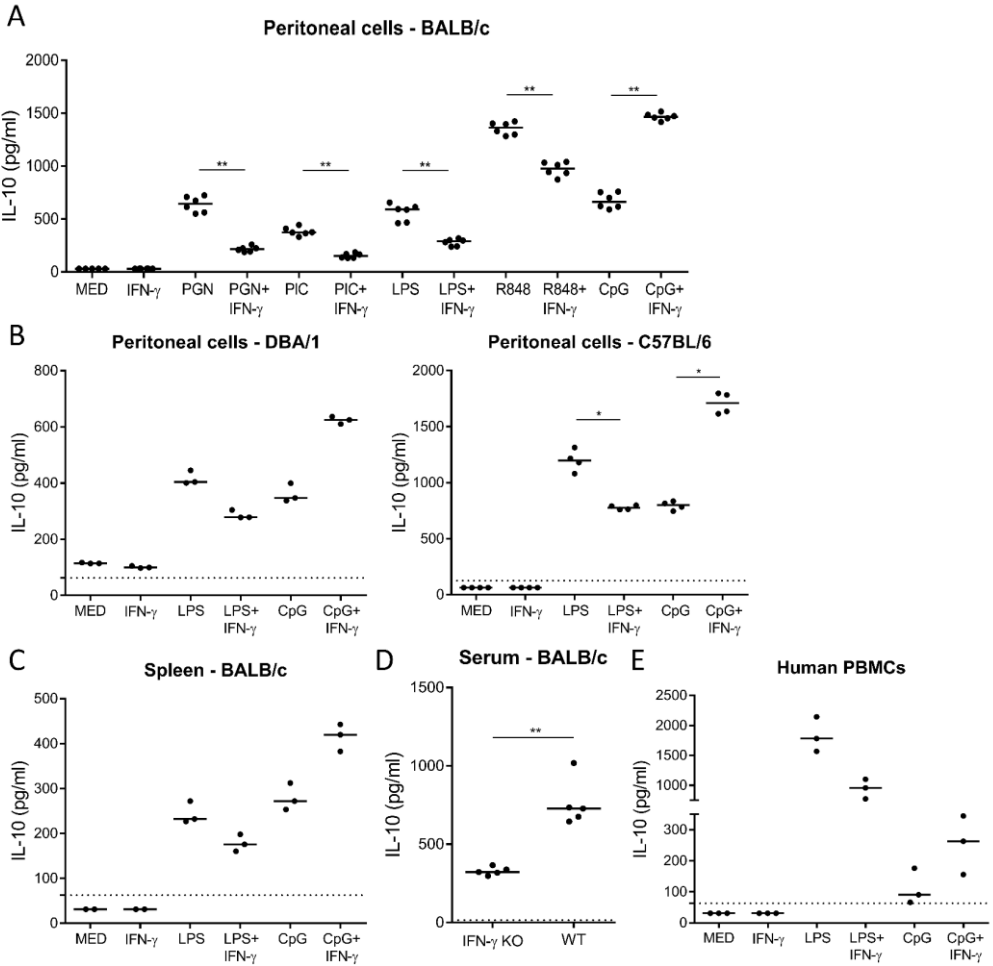 A
Peritoneal cells - BALB/c
IL-10 (pg/ml)
2000
1500
1000
500
0
** ** ** ** **
MED IFN-γ PGN PGN+ PIC PIC+ LPS LPS+ R848 R848+ CpG CpG+
IFN-γ IFN-γ IFN-γ IFN-γ IFN-γ
B
Peritoneal cells - DBA/1
IL-10 (pg/ml)
800
600
400
200
0
MED IFN-γ LPS LPS+ CpG CpG+
IFN-γ IFN-γ
Peritoneal cells - C57BL/6
IL-10 (pg/ml)
2000
1500
1000
500
0
* *
MED IFN-γ LPS LPS+ CpG CpG+
IFN-γ IFN-γ
C
Spleen - BALB/c
IL-10 (pg/ml)
500
400
300
200
100
0
MED IFN-γ LPS LPS+ CpG CpG+
IFN-γ IFN-γ
D
Serum - BALB/c
IL-10 (pg/ml)
1500
1000
500
0
**
IFN-γ KO WT
E
Human PBMCs
IL-10 (pg/ml)
2500
2000
1500
1000
300
200
100
0
MED IFN-γ LPS LPS+ CpG CpG+
IFN-γ IFN-γ